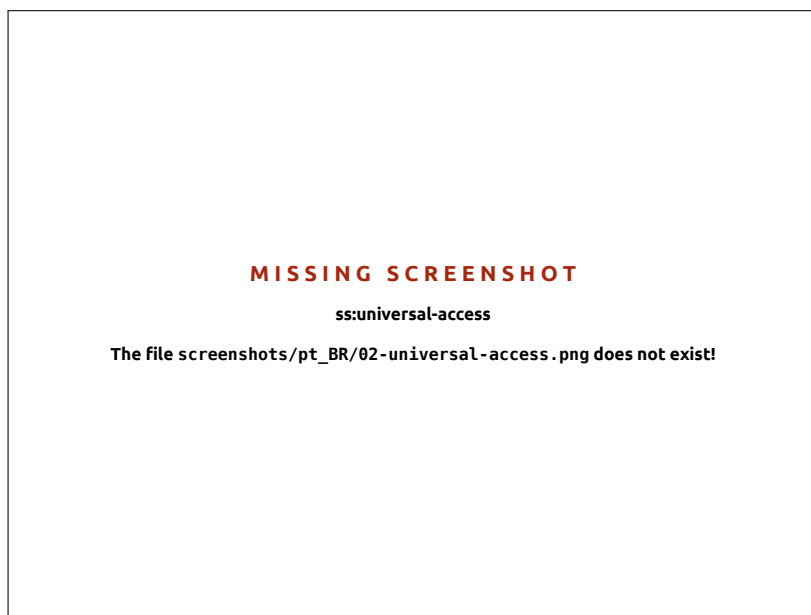 MISSING SCREENSHOT
ss:universal-access
The file screenshots/pt_BR/02-universal-access.png does not exist!